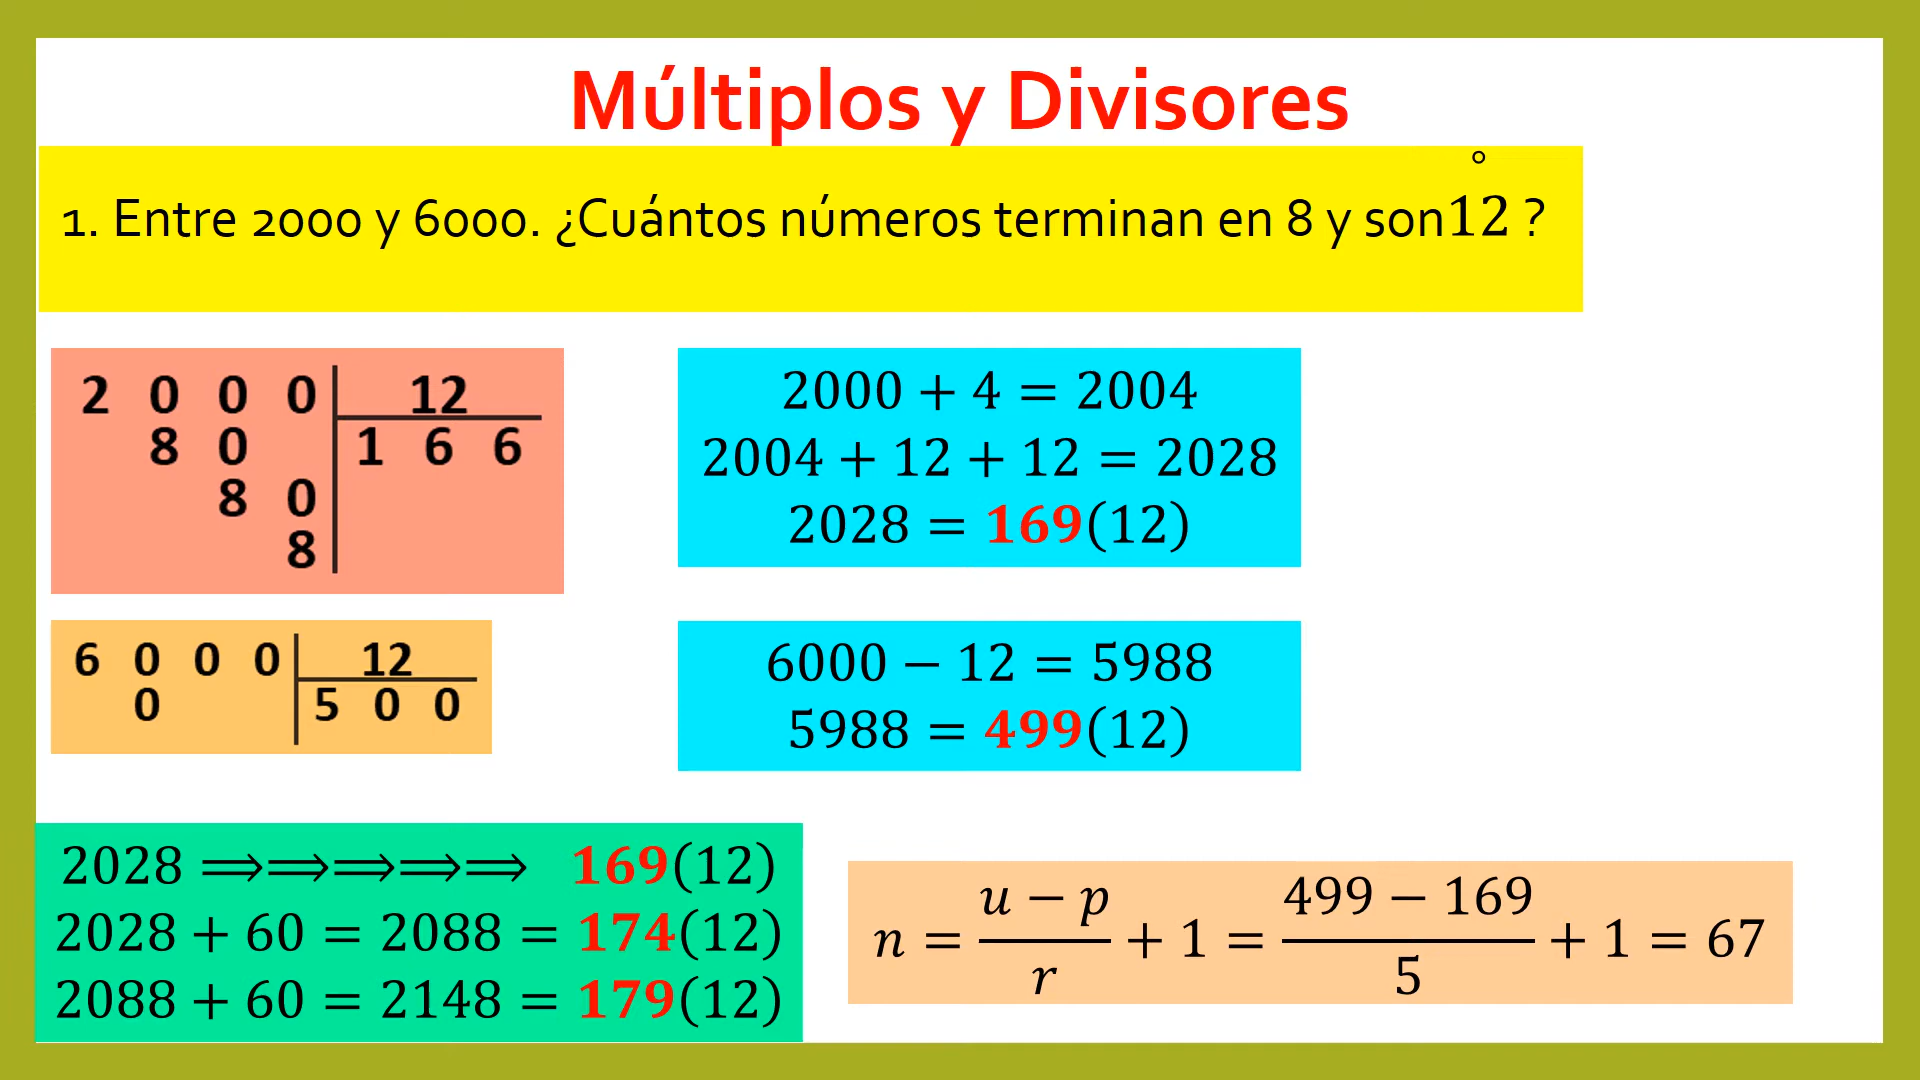 Múltiplos y Divisores
1. Entre 2000 y 6000. ¿Cuántos números terminan en 8 y son 12° ?
2 0 0 0 | 12
8 0 | 1 6 6
8 0
8
2000 + 4 = 2004
2004 + 12 + 12 = 2028
2028 = 169(12)
6 0 0 0 | 12
0 | 5 0 0
6000 − 12 = 5988
5988 = 499(12)
2028 ⟹⟹⟹⟹⟹ 169(12)
2028 + 60 = 2088 = 174(12)
2088 + 60 = 2148 = 179(12)
n = (u − p)/r + 1 = (499 − 169)/5 + 1 = 67